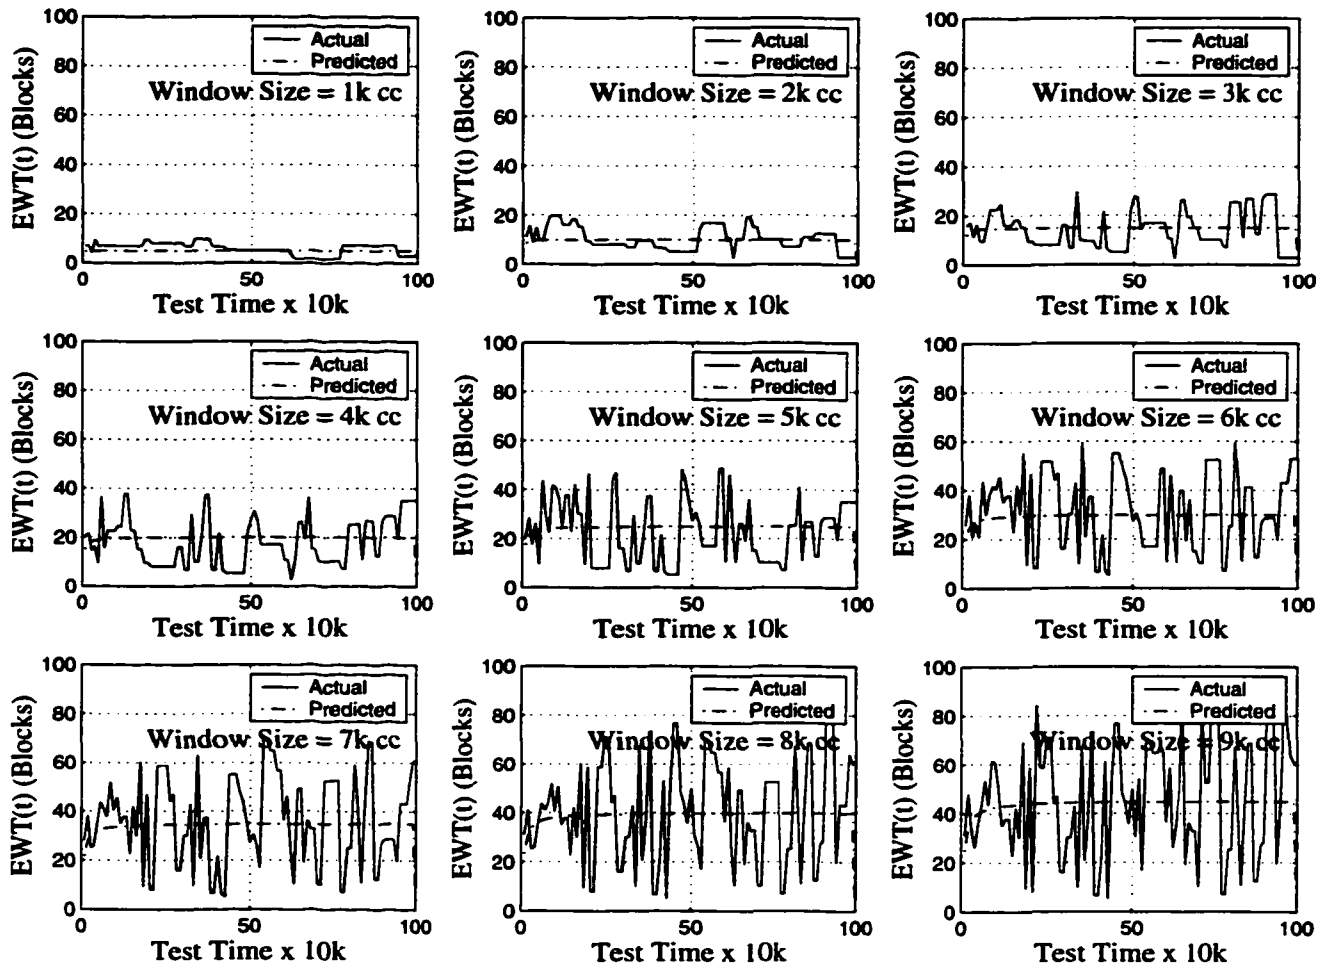 100
80
60
40
20
0
EWT(t) (Blocks)
Actual
Predicted
Window Size = 1k cc
0
50
100
Test Time x 10k
100
80
60
40
20
0
EWT(t) (Blocks)
Actual
Predicted
Window Size = 2k cc
0
50
100
Test Time x 10k
100
80
60
40
20
0
EWT(t) (Blocks)
Actual
Predicted
Window Size = 3k cc
0
50
100
Test Time x 10k
100
80
60
40
20
0
EWT(t) (Blocks)
Actual
Predicted
Window Size = 4k cc
0
50
100
Test Time x 10k
100
80
60
40
20
0
EWT(t) (Blocks)
Actual
Predicted
Window Size = 5k cc
0
50
100
Test Time x 10k
100
80
60
40
20
0
EWT(t) (Blocks)
Actual
Predicted
Window Size = 6k cc
0
50
100
Test Time x 10k
100
80
60
40
20
0
EWT(t) (Blocks)
Actual
Predicted
Window Size = 7k cc
0
50
100
Test Time x 10k
100
80
60
40
20
0
EWT(t) (Blocks)
Actual
Predicted
Window Size = 8k cc
0
50
100
Test Time x 10k
100
80
60
40
20
0
EWT(t) (Blocks)
Actual
Predicted
Window Size = 9k cc
0
50
100
Test Time x 10k